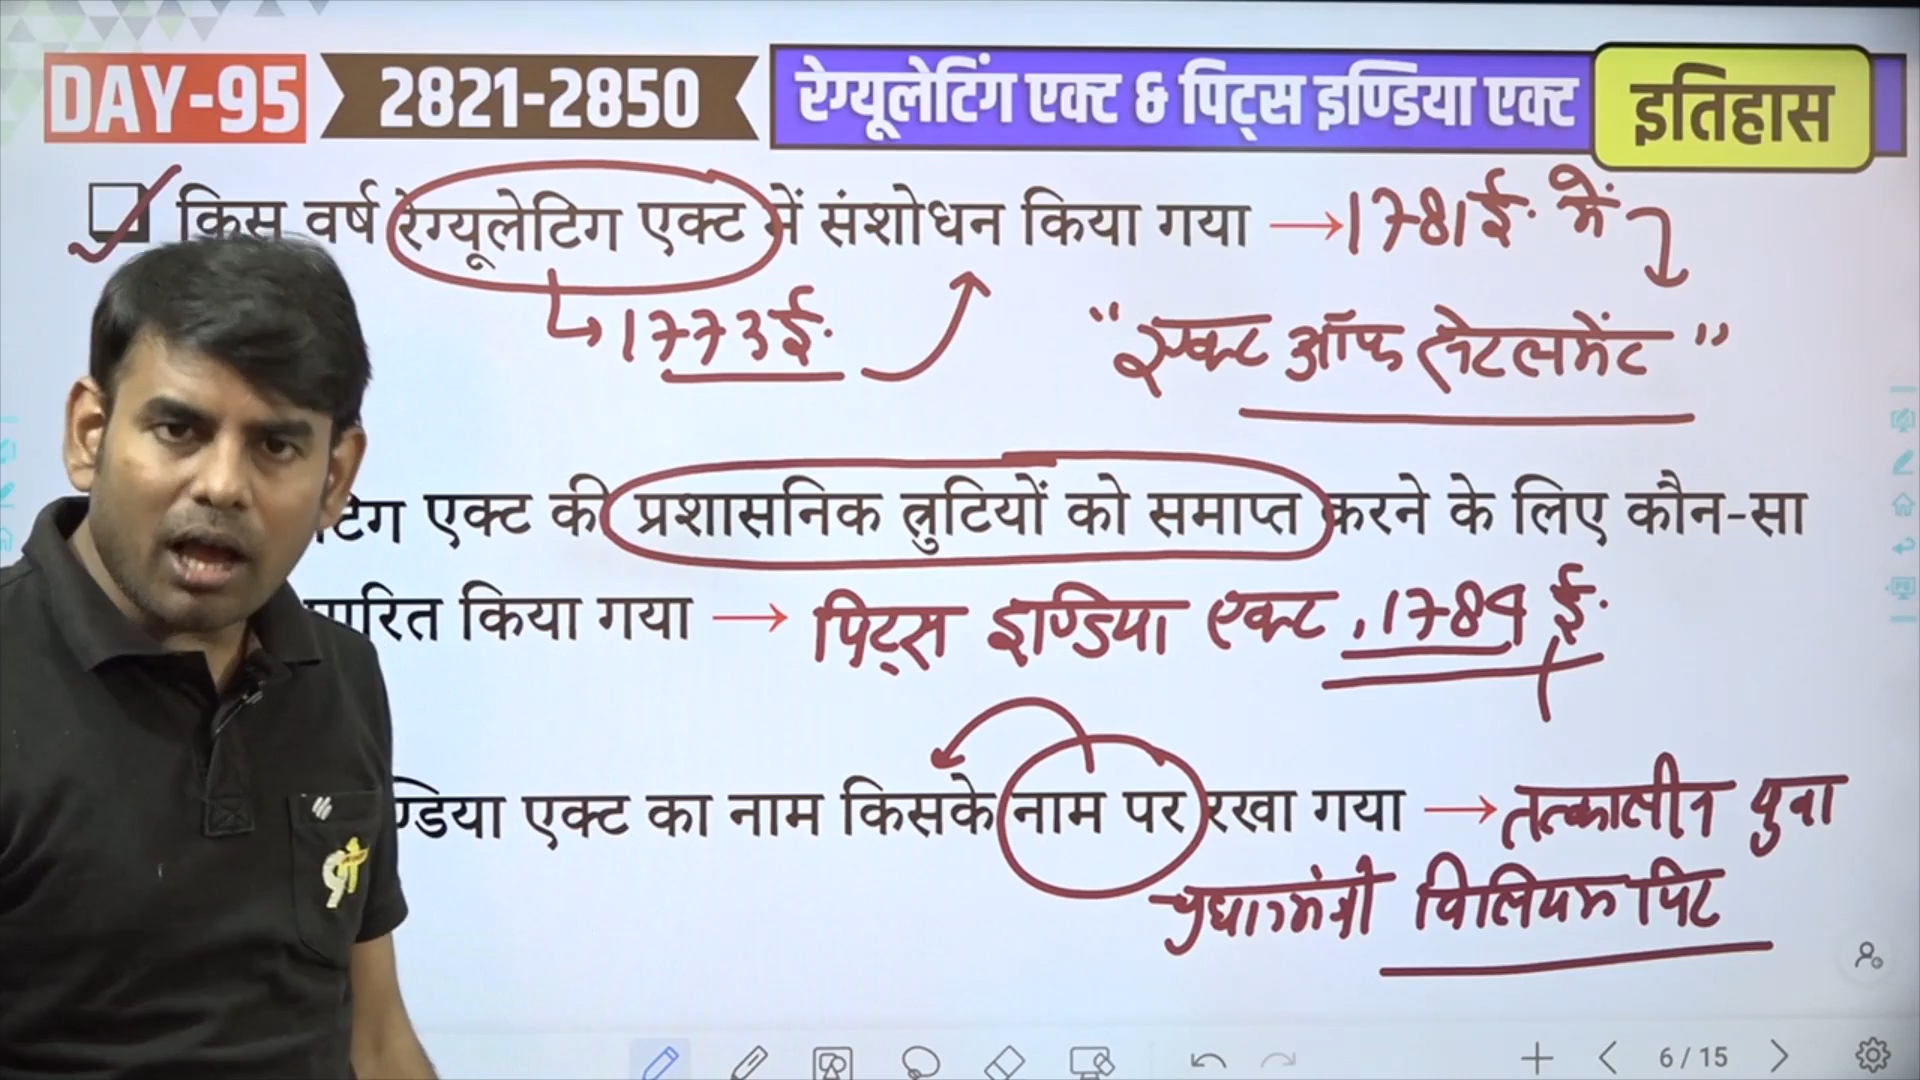 DAY-95 2821-2850 रेग्यूलेटिंग एक्ट & पिट्स इण्डिया एक्ट इतिहास
किस वर्ष रेग्यूलेटिग एक्ट में संशोधन किया गया → 1781 ई. में
1773 ई.
"एक्ट ऑफ सेटलमेंट"
टिग एक्ट की प्रशासनिक त्रुटियों को समाप्त करने के लिए कौन-सा
पारित किया गया → पिट्स इण्डिया एक्ट, 1784 ई.
ण्डिया एक्ट का नाम किसके नाम पर रखा गया → तत्कालीन युवा
प्रधानमंत्री विलियम पिट
6/15